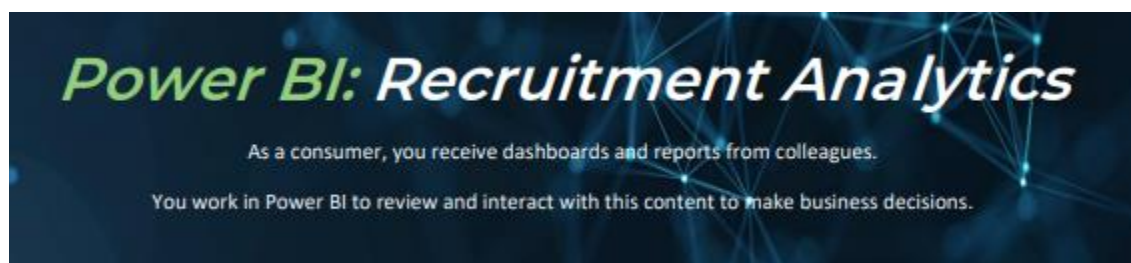 Power BI: Recruitment Analytics
As a consumer, you receive dashboards and reports from colleagues.
You work in Power BI to review and interact with this content to make business decisions.